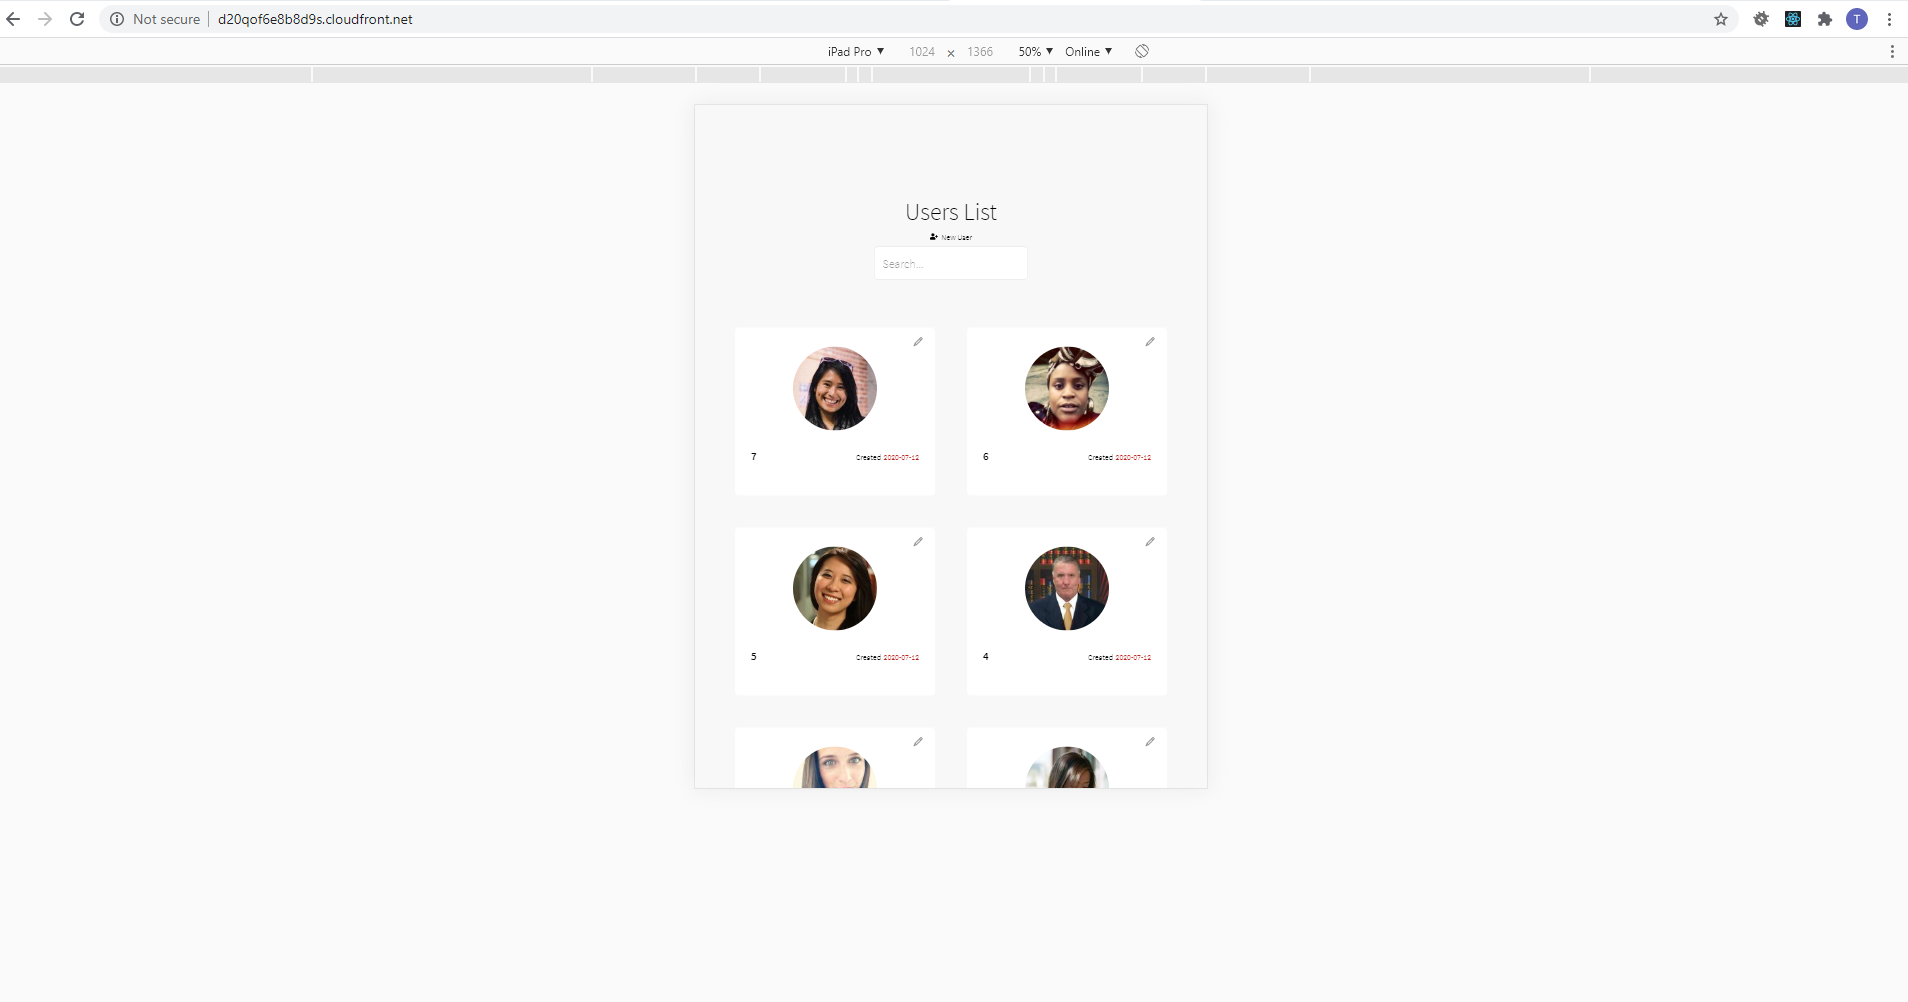 Not secure | d20qof6e8b8d9s.cloudfront.net
T
iPad Pro ▼ 1024 × 1366 50% ▼ Online ▼
Users List
New User
Search...
7 Created 2020-07-12
6 Created 2020-07-12
5 Created 2020-07-12
4 Created 2020-07-12